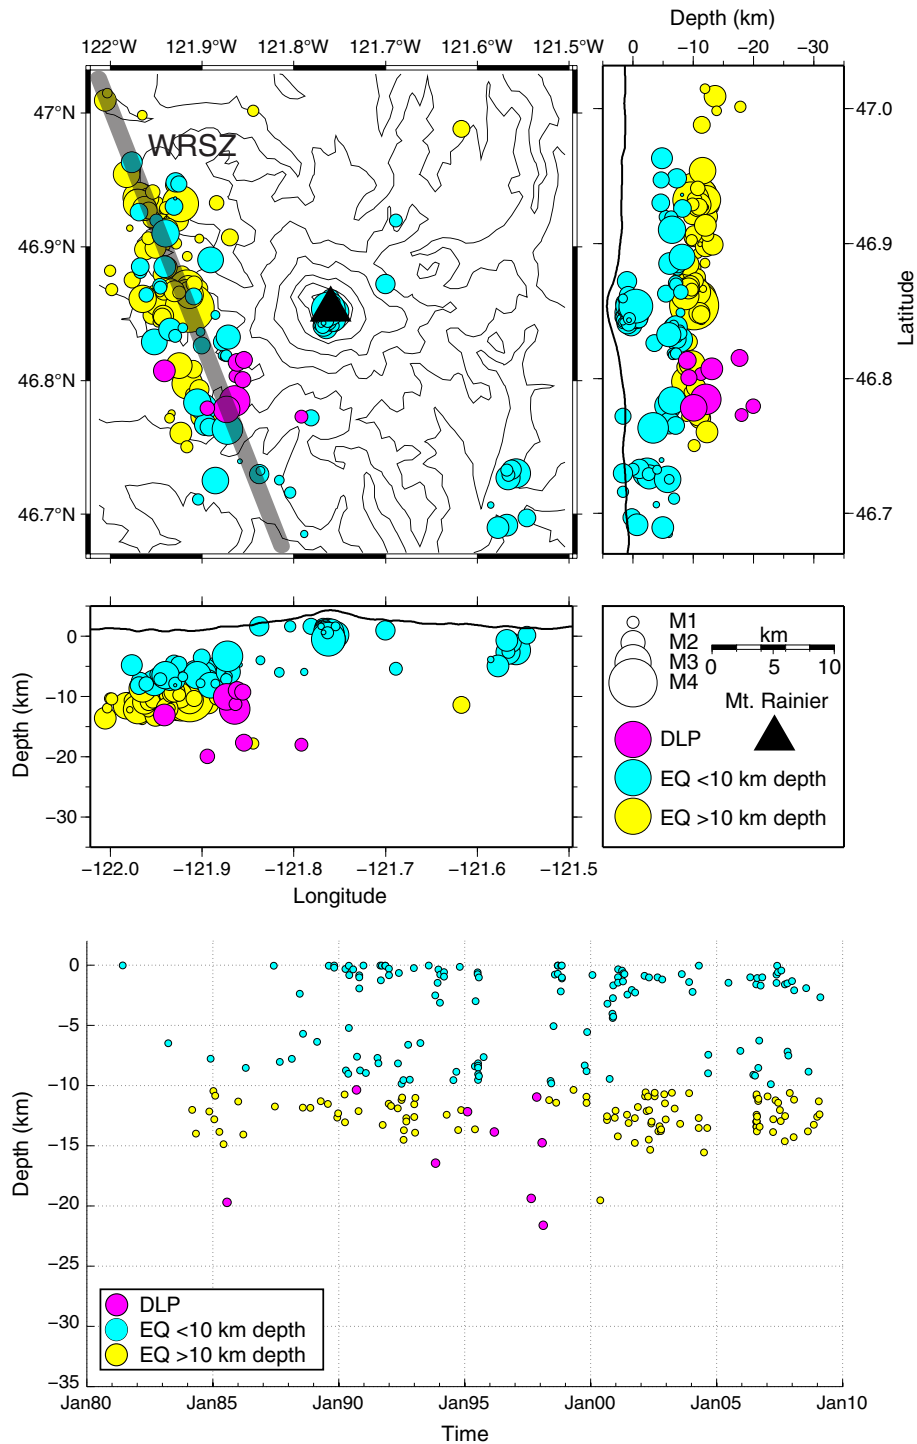 Depth (km)
122°W 121.9°W 121.8°W 121.7°W 121.6°W 121.5°W
0 −10 −20 −30
47°N
46.9°N
46.8°N
46.7°N
WRSZ
47.0
46.9
46.8
46.7
Latitude
0
−10
−20
−30
Depth (km)
−122.0 −121.9 −121.8 −121.7 −121.6 −121.5
Longitude
M1
M2
M3
M4
km
0 5 10
Mt. Rainier
DLP
EQ <10 km depth
EQ >10 km depth
0
−5
−10
−15
−20
−25
−30
−35
Depth (km)
DLP
EQ <10 km depth
EQ >10 km depth
Jan80 Jan85 Jan90 Jan95 Jan00 Jan05 Jan10
Time